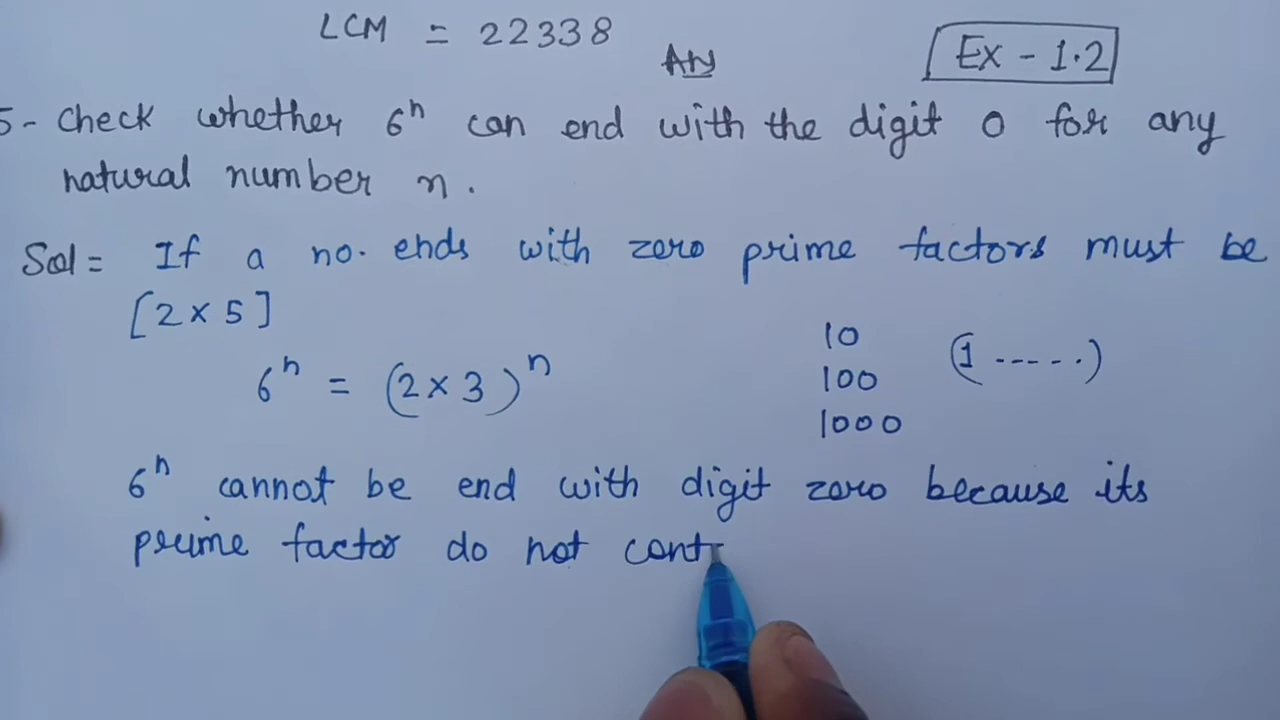 LCM = 22338
Ans
Ex - 1.2
5- Check whether 6ⁿ can end with the digit 0 for any
natural number n.
Sol = If a no. ends with zero prime factors must be
[2 × 5]
6ⁿ = (2 × 3)ⁿ
10
100
1000
(1 ......)
6ⁿ cannot be end with digit zero because its
prime factor do not cont